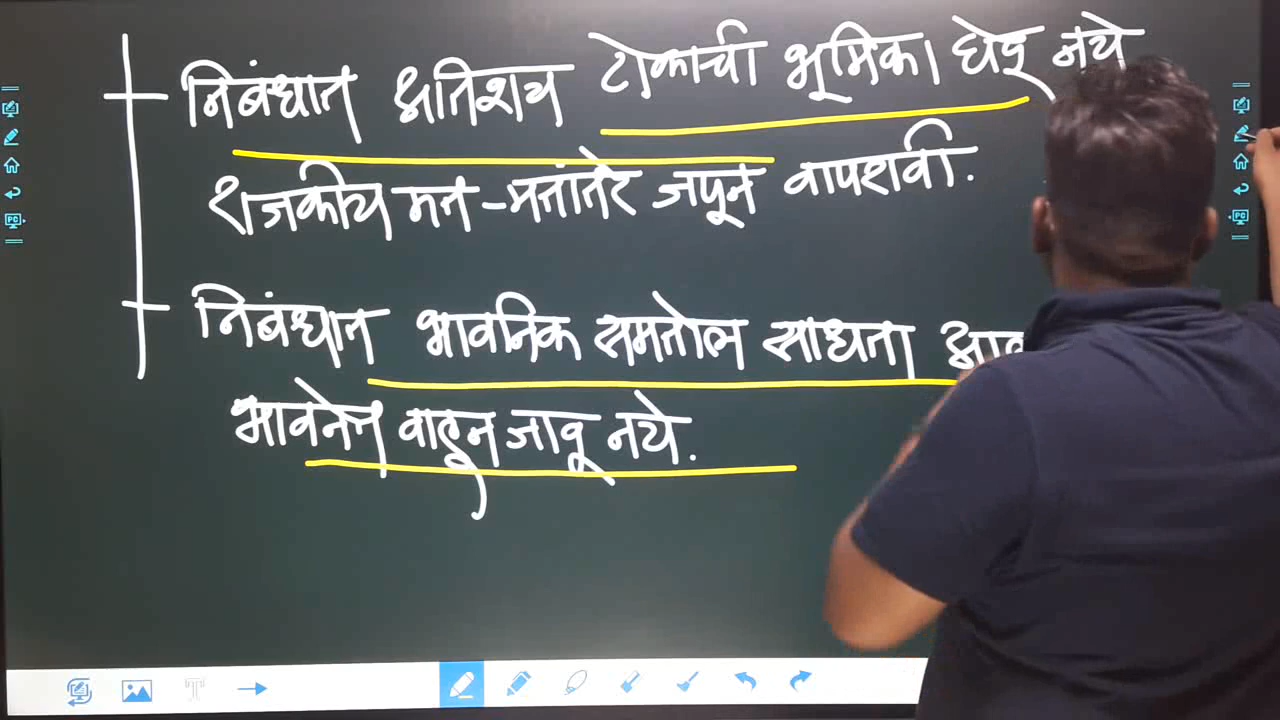 निबंधात अतिशय टोकाची भूमिका घेवू नये
राजकीय मत-मतांतरे जपून वापरावी.
निबंधात भावनिक समतोल साधता
भावनेत वाहून जावू नये.